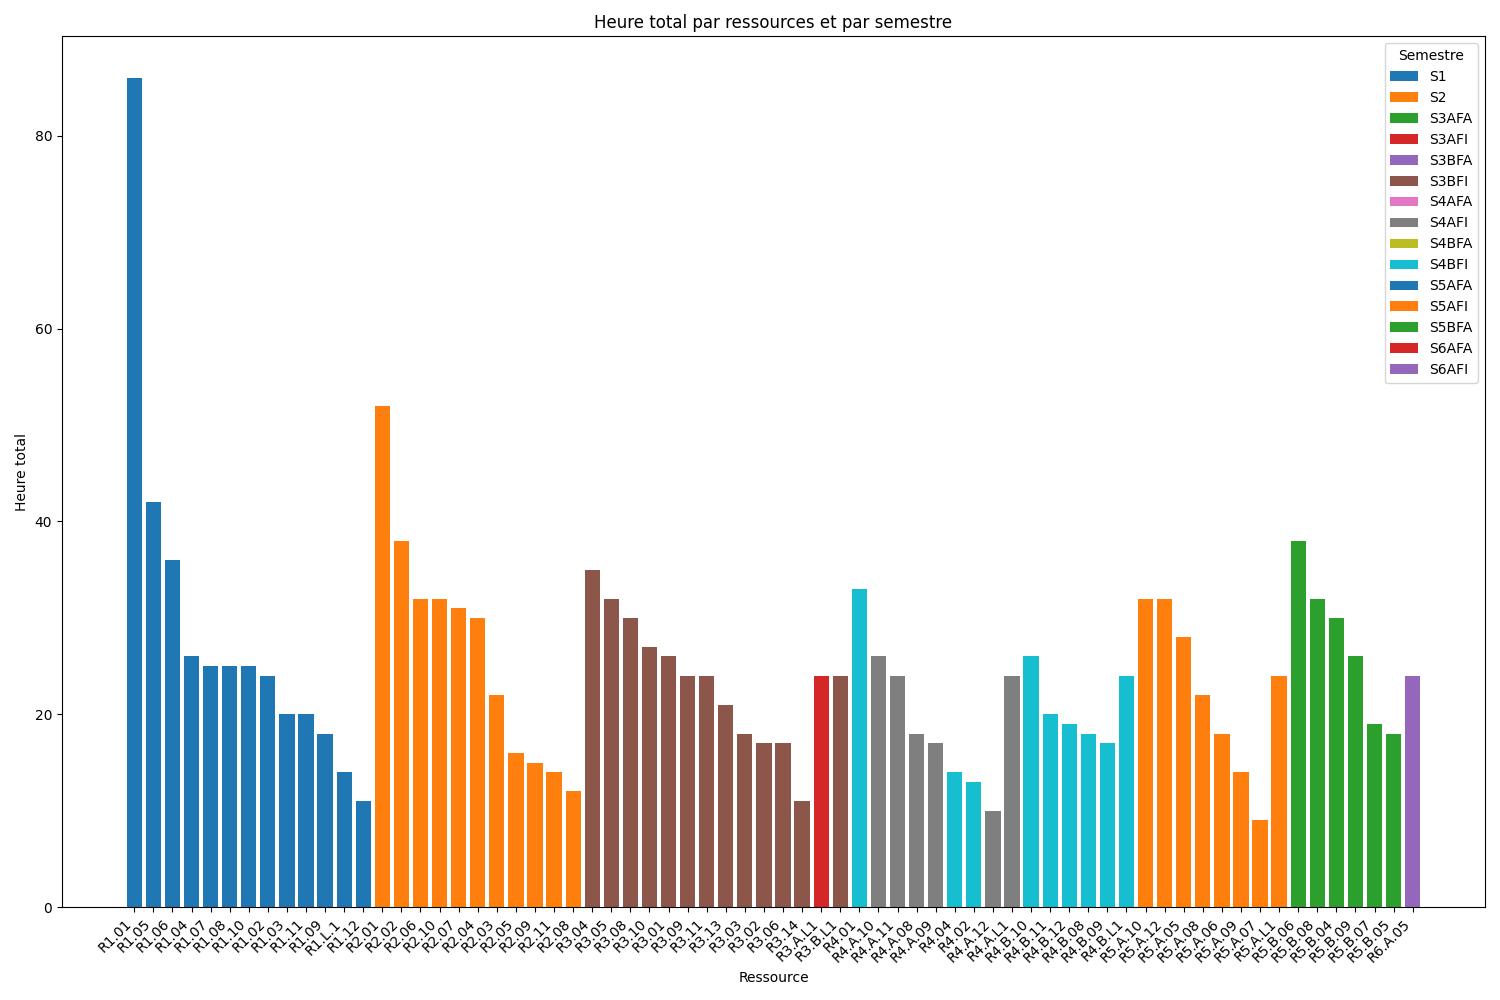 Heure total par ressources et par semestre
Semestre
S1
S2
S3AFA
S3AFI
S3BFA
S3BFI
S4AFA
S4AFI
S4BFA
S4BFI
S5AFA
S5AFI
S5BFA
S6AFA
S6AFI
Heure total
80
60
40
20
0
R1.01
R1.05
R1.06
R1.04
R1.07
R1.08
R1.10
R1.02
R1.03
R1.11
R1.09
R1.L.1
R1.12
R2.01
R2.02
R2.06
R2.10
R2.07
R2.04
R2.03
R2.05
R2.09
R2.11
R2.08
R3.04
R3.05
R3.08
R3.10
R3.01
R3.09
R3.11
R3.13
R3.03
R3.02
R3.06
R3.14
R3.A.L1
R3.B.L1
R4.01
R4.A.10
R4.A.11
R4.A.08
R4.A.09
R4.04
R4.02
R4.A.12
R4.A.L1
R4.B.10
R4.B.11
R4.B.12
R4.B.08
R4.B.09
R4.B.L1
R5.A.10
R5.A.12
R5.A.05
R5.A.08
R5.A.06
R5.A.09
R5.A.07
R5.A.L1
R5.B.06
R5.B.08
R5.B.04
R5.B.09
R5.B.07
R5.B.05
R6.A.05
Ressource